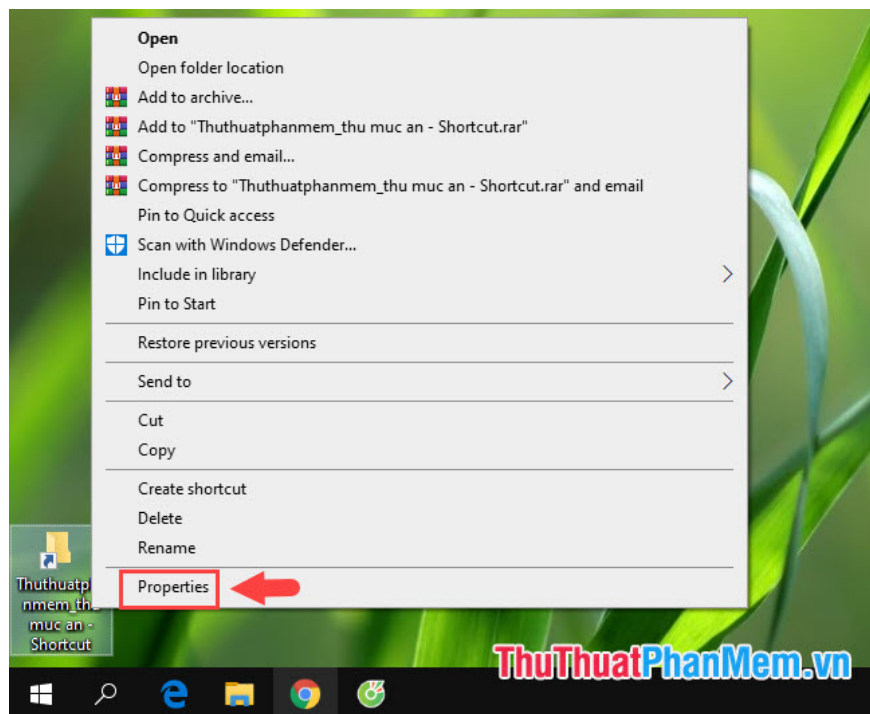 Open
Open folder location
Add to archive...
Add to "Thuthuatphanmem_thu muc an - Shortcut.rar"
Compress and email...
Compress to "Thuthuatphanmem_thu muc an - Shortcut.rar" and email
Pin to Quick access
Scan with Windows Defender...
Include in library
Pin to Start
Restore previous versions
Send to
Cut
Copy
Create shortcut
Delete
Rename
Properties
muc an -
Shortcut
ThuThuatPhanMem.vn